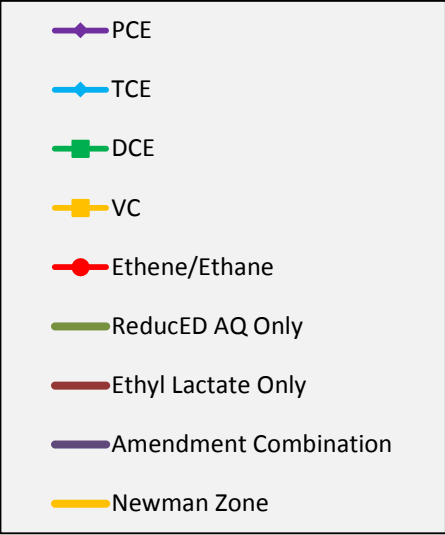 PCE
TCE
DCE
VC
Ethene/Ethane
ReducED AQ Only
Ethyl Lactate Only
Amendment Combination
Newman Zone